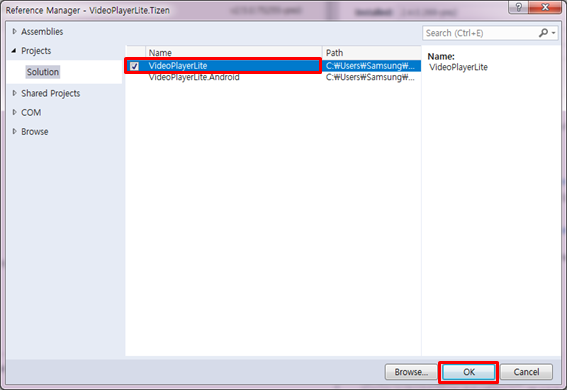 Reference Manager - VideoPlayerLite.Tizen
Assemblies
Projects
Solution
Shared Projects
COM
Browse
Search (Ctrl+E)
Name Path
VideoPlayerLite C:₩Users₩Samsung₩...
VideoPlayerLite.Android C:₩Users₩Samsung₩...
Name:
VideoPlayerLite
Browse... OK Cancel